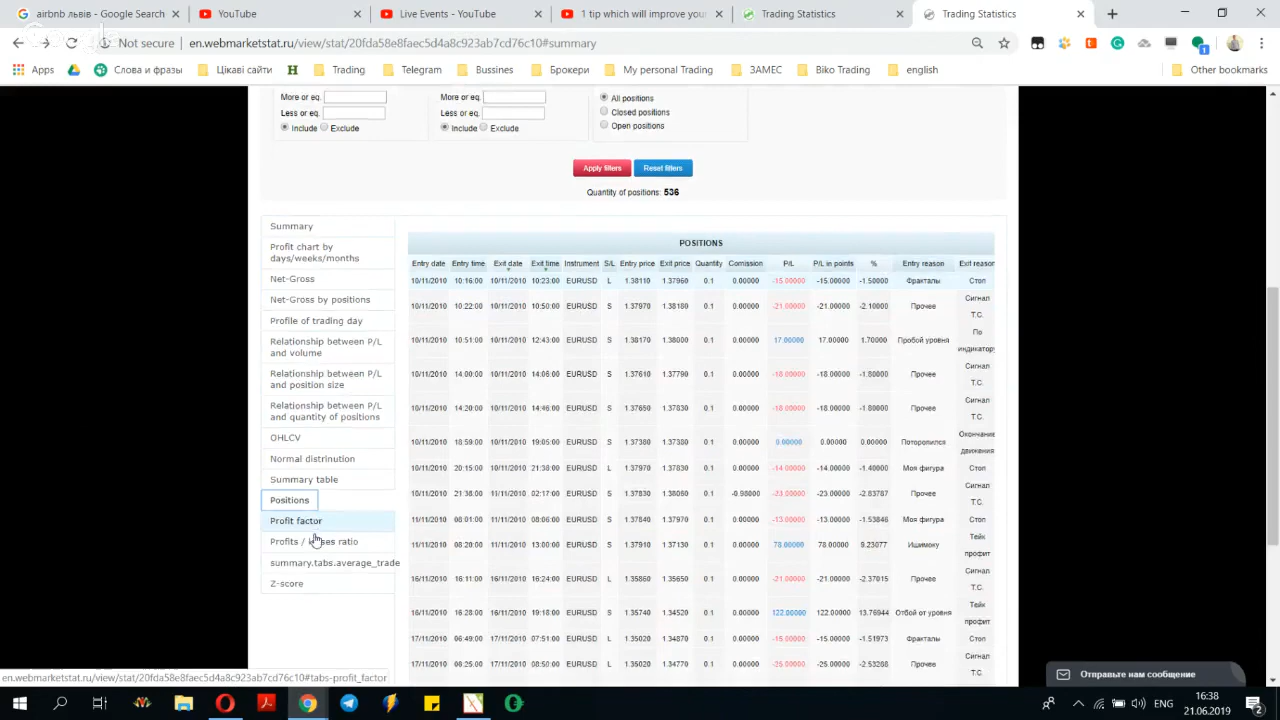 airbnb львів - Google Search
YouTube
Live Events - YouTube
1 tip which will improve your
Trading Statistics
Trading Statistics
Not secure
en.webmarketstat.ru/view/stat/20fda58e8faec5d4a8c923ab7cd76c10#summary
Apps
Слова и фразы
Цікаві сайти
H
Trading
Telegram
Bussines
Брокери
My personal Trading
ЗАМЕС
Biko Trading
english
Other bookmarks
More or eq.
More or eq.
All positions
Less or eq.
Less or eq.
Closed positions
Include Exclude
Include Exclude
Open positions
Apply filters
Reset filters
Quantity of positions: 536
Summary
Profit chart by
days/weeks/months
Net-Gross
Net-Gross by positions
Profile of trading day
Relationship between P/L
and volume
Relationship between P/L
and position size
Relationship between P/L
and quantity of positions
OHLCV
Normal distrinution
Summary table
Positions
Profit factor
Profits / losses ratio
summary.tabs.average_trade
Z-score
POSITIONS
Entry date Entry time Exit date Exit time Instrument S/L Entry price Exit price Quantity Comission P/L P/L in points % Entry reason Exit reason
10/11/2010 10:16:00 10/11/2010 10:23:00 EURUSD L 1.38110 1.37960 0.1 0.00000 -15.00000 -15.00000 -1.50000 Фракталы Стоп
10/11/2010 10:22:00 10/11/2010 10:50:00 EURUSD S 1.37970 1.38180 0.1 0.00000 -21.00000 -21.00000 -2.10000 Прочее Сигнал Т.С.
10/11/2010 10:51:00 10/11/2010 12:43:00 EURUSD S 1.38170 1.38000 0.1 0.00000 17.00000 17.00000 1.70000 Пробой уровня По индикатору
10/11/2010 14:00:00 10/11/2010 14:06:00 EURUSD S 1.37610 1.37790 0.1 0.00000 -18.00000 -18.00000 -1.80000 Прочее Сигнал Т.С.
10/11/2010 14:20:00 10/11/2010 14:46:00 EURUSD S 1.37650 1.37830 0.1 0.00000 -18.00000 -18.00000 -1.80000 Прочее Сигнал Т.С.
10/11/2010 18:59:00 10/11/2010 19:05:00 EURUSD S 1.37380 1.37380 0.1 0.00000 0.00000 0.00000 0.00000 Поторопился Окончание движения
10/11/2010 20:15:00 10/11/2010 21:38:00 EURUSD L 1.37970 1.37830 0.1 0.00000 -14.00000 -14.00000 -1.40000 Моя фигура Стоп
10/11/2010 21:38:00 11/11/2010 02:17:00 EURUSD S 1.37830 1.38060 0.1 -0.98000 -23.00000 -23.00000 -2.83787 Прочее Сигнал Т.С.
11/11/2010 06:01:00 11/11/2010 08:06:00 EURUSD S 1.37840 1.37970 0.1 0.00000 -13.00000 -13.00000 -1.53846 Моя фигура Стоп
11/11/2010 08:20:00 11/11/2010 13:00:00 EURUSD S 1.37910 1.37130 0.1 0.00000 78.00000 78.00000 9.23077 Ишимоку Тейк профит
16/11/2010 16:11:00 16/11/2010 16:24:00 EURUSD L 1.35860 1.35650 0.1 0.00000 -21.00000 -21.00000 -2.37015 Прочее Сигнал Т.С.
16/11/2010 16:28:00 16/11/2010 19:18:00 EURUSD S 1.35740 1.34520 0.1 0.00000 122.00000 122.00000 13.76944 Отбой от уровня Тейк профит
17/11/2010 06:49:00 17/11/2010 07:51:00 EURUSD L 1.35020 1.34870 0.1 0.00000 -15.00000 -15.00000 -1.51973 Фракталы Стоп
17/11/2010 08:50:00 EURUSD L 1.35020 1.34770 0.1 0.00000 -25.00000 -25.00000 -2.53288 Прочее Сигнал Т.С.
en.webmarketstat.ru/view/stat/20fda58e8faec5d4a8c923ab7cd76c10#tabs-profit_factor
Отправьте нам сообщение
ENG
16:38
21.06.2019